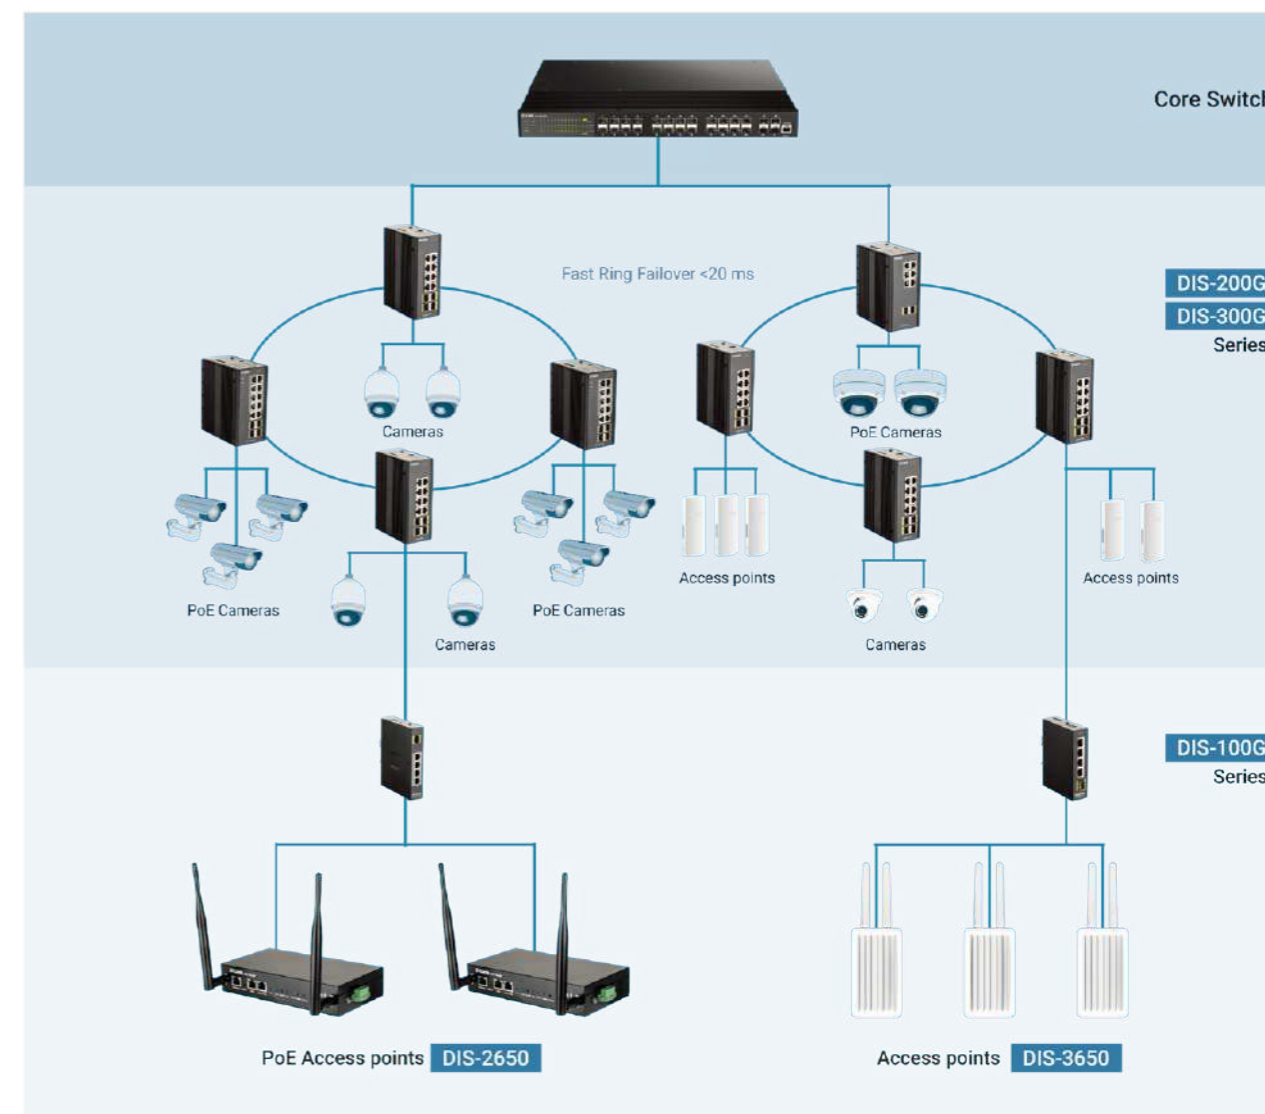 Core Switch
Fast Ring Failover <20 ms
DIS-200G
DIS-300G
Series
Cameras
PoE Cameras
PoE Cameras
PoE Cameras
Access points
Access points
Cameras
Cameras
DIS-100G
Series
PoE Access points DIS-2650
Access points DIS-3650